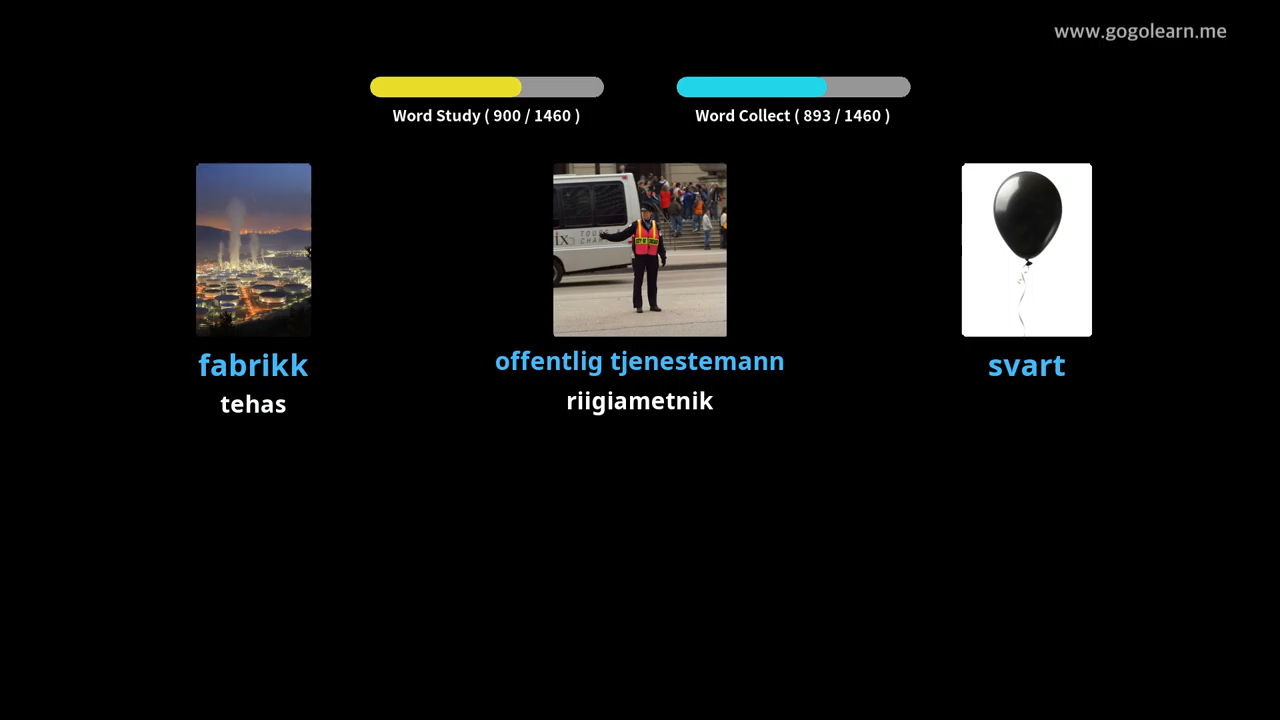 www.gogolearn.me
Word Study ( 900 / 1460 )
Word Collect ( 893 / 1460 )
fabrikk
tehas
offentlig tjenestemann
riigiametnik
svart